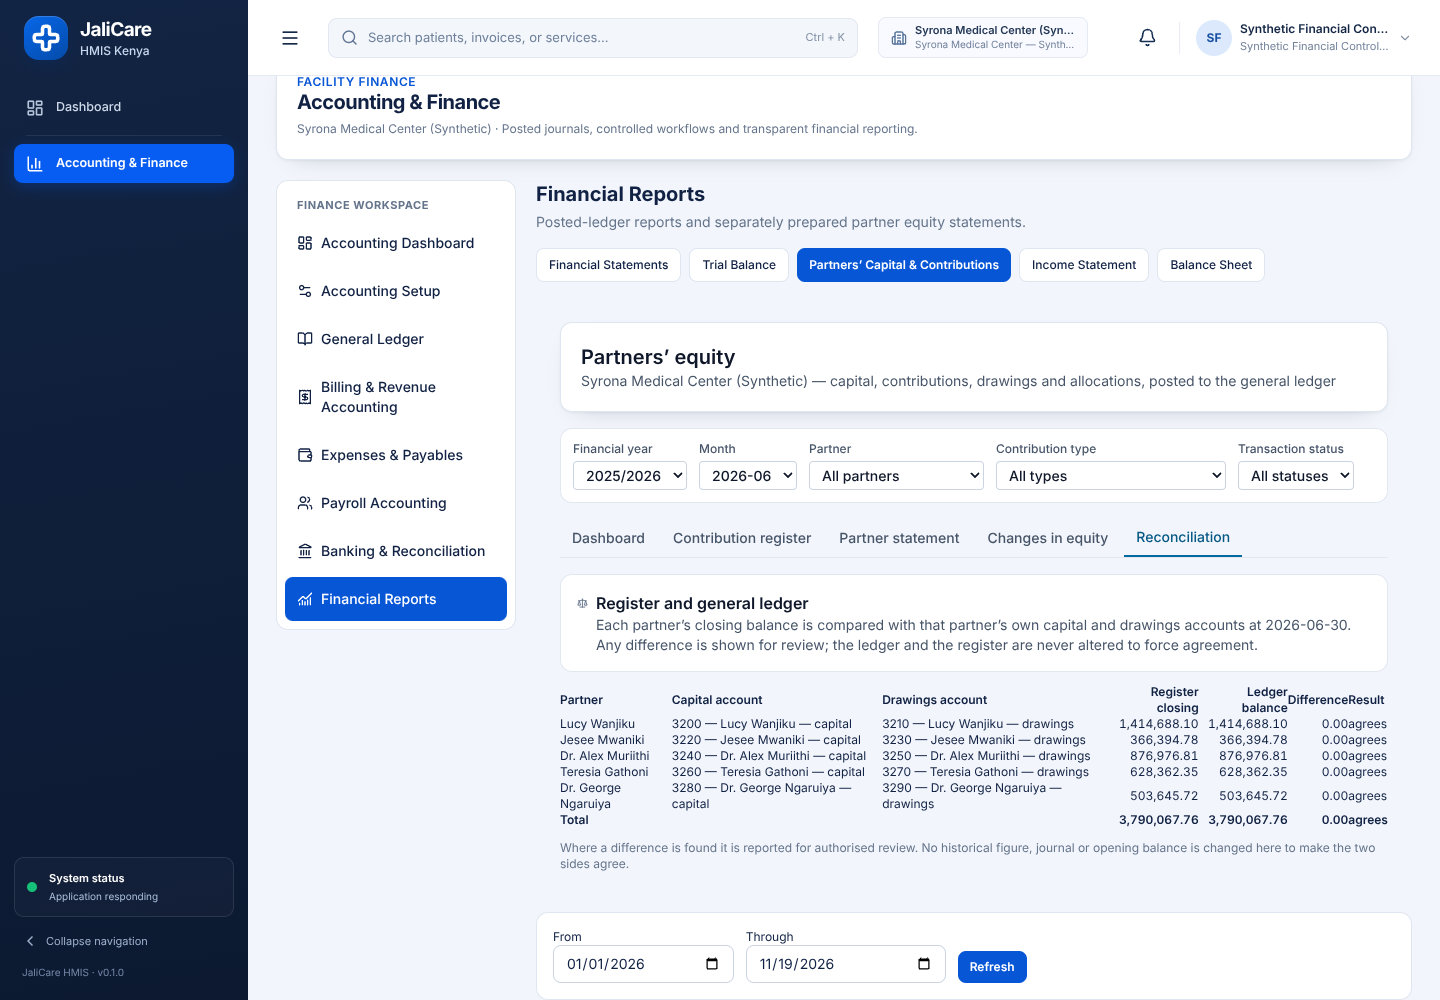 JaliCare
HMIS Kenya
Dashboard
Accounting & Finance
System status
Application responding
Collapse navigation
JaliCare HMIS · v0.1.0
Search patients, invoices, or services...
Ctrl + K
Syrona Medical Center (Syn...
Syrona Medical Center — Synth...
SF
Synthetic Financial Con...
Synthetic Financial Control...
FACILITY FINANCE
Accounting & Finance
Syrona Medical Center (Synthetic) · Posted journals, controlled workflows and transparent financial reporting.
FINANCE WORKSPACE
Accounting Dashboard
Accounting Setup
General Ledger
Billing & Revenue
Accounting
Expenses & Payables
Payroll Accounting
Banking & Reconciliation
Financial Reports
Financial Reports
Posted-ledger reports and separately prepared partner equity statements.
Financial Statements Trial Balance Partners’ Capital & Contributions Income Statement Balance Sheet
Partners’ equity
Syrona Medical Center (Synthetic) — capital, contributions, drawings and allocations, posted to the general ledger
Financial year Month Partner Contribution type Transaction status
2025/2026 2026-06 All partners All types All statuses
Dashboard Contribution register Partner statement Changes in equity Reconciliation
Register and general ledger
Each partner’s closing balance is compared with that partner’s own capital and drawings accounts at 2026-06-30.
Any difference is shown for review; the ledger and the register are never altered to force agreement.
Partner Capital account Drawings account Register closing Ledger balance Difference Result
Lucy Wanjiku 3200 — Lucy Wanjiku — capital 3210 — Lucy Wanjiku — drawings 1,414,688.10 1,414,688.10 0.00 agrees
Jesee Mwaniki 3220 — Jesee Mwaniki — capital 3230 — Jesee Mwaniki — drawings 366,394.78 366,394.78 0.00 agrees
Dr. Alex Muriithi 3240 — Dr. Alex Muriithi — capital 3250 — Dr. Alex Muriithi — drawings 876,976.81 876,976.81 0.00 agrees
Teresia Gathoni 3260 — Teresia Gathoni — capital 3270 — Teresia Gathoni — drawings 628,362.35 628,362.35 0.00 agrees
Dr. George Ngaruiya 3280 — Dr. George Ngaruiya — capital 3290 — Dr. George Ngaruiya — drawings 503,645.72 503,645.72 0.00 agrees
Total 3,790,067.76 3,790,067.76 0.00 agrees
Where a difference is found it is reported for authorised review. No historical figure, journal or opening balance is changed here to make the two
sides agree.
From Through
01/01/2026 11/19/2026 Refresh